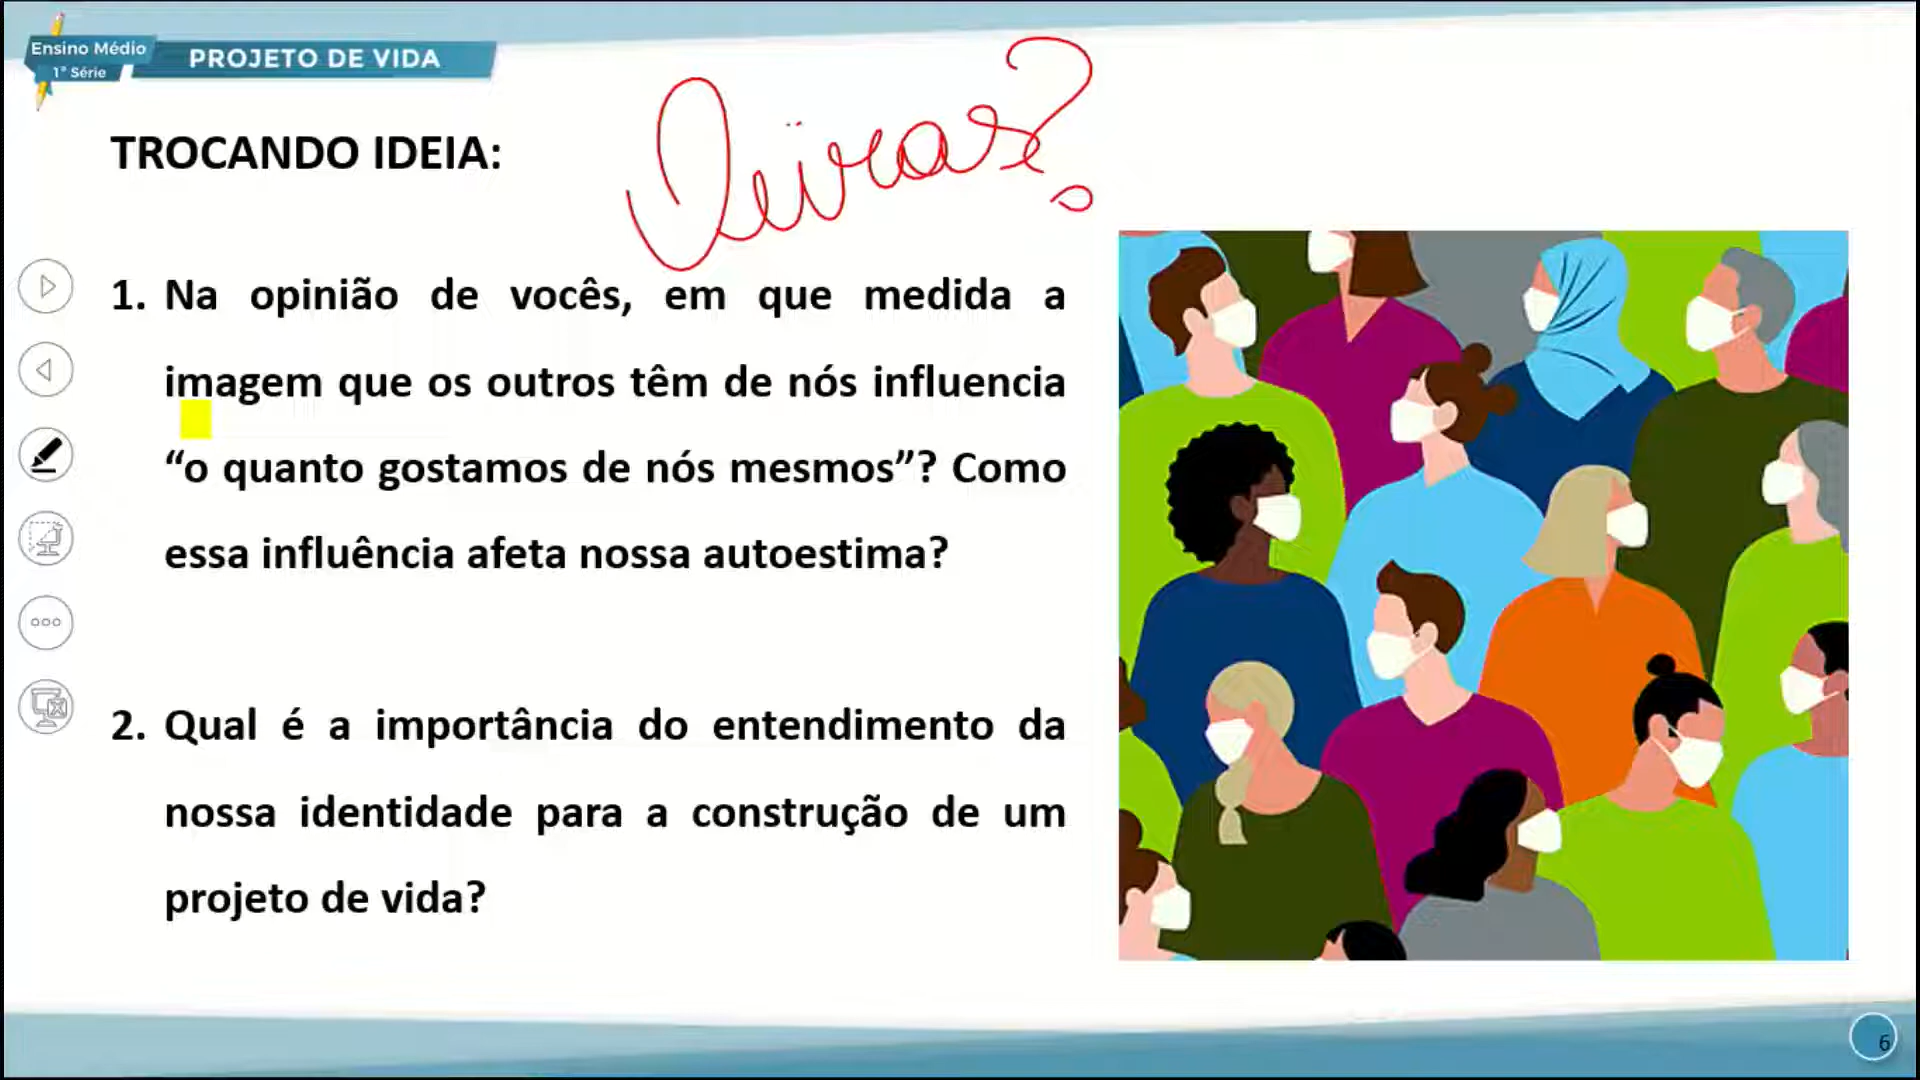 Ensino Médio
1ª Série
PROJETO DE VIDA
TROCANDO IDEIA:
1. Na opinião de vocês, em que medida a
imagem que os outros têm de nós influencia
“o quanto gostamos de nós mesmos”? Como
essa influência afeta nossa autoestima?
2. Qual é a importância do entendimento da
nossa identidade para a construção de um
projeto de vida?
6